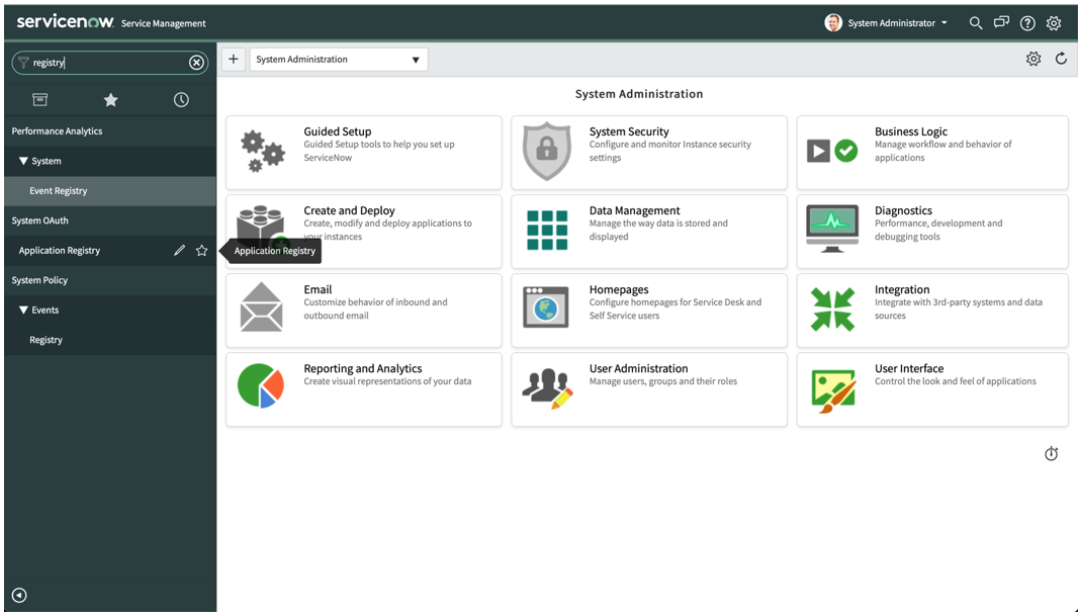 servicenow Service Management
System Administrator
registry
System Administration
System Administration
Performance Analytics
System
Event Registry
System OAuth
Application Registry
Application Registry
System Policy
Events
Registry
Guided Setup
Guided Setup tools to help you set up
ServiceNow
System Security
Configure and monitor Instance security
settings
Business Logic
Manage workflow and behavior of
applications
Create and Deploy
Create, modify and deploy applications to
your instances
Data Management
Manage the way data is stored and
displayed
Diagnostics
Performance, development and
debugging tools
Email
Customize behavior of inbound and
outbound email
Homepages
Configure homepages for Service Desk and
Self Service users
Integration
Integrate with 3rd-party systems and data
sources
Reporting and Analytics
Create visual representations of your data
User Administration
Manage users, groups and their roles
User Interface
Control the look and feel of applications